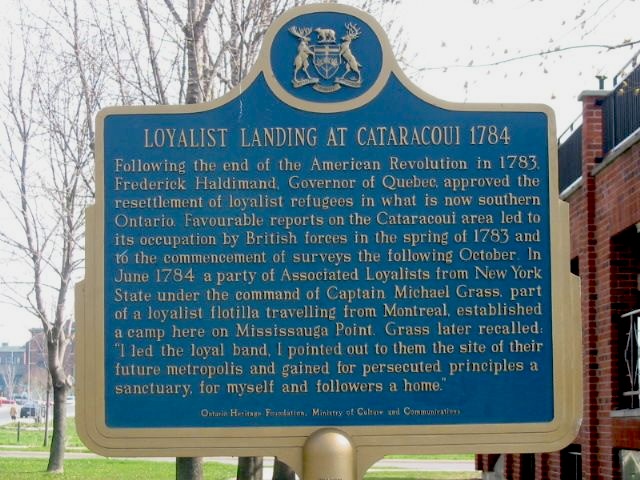 LOYALIST LANDING AT CATARACOUI 1784
Following the end of the American Revolution in 1783,
Frederick Haldimand, Governor of Quebec, approved the
resettlement of loyalist refugees in what is now southern
Ontario. Favourable reports on the Cataracoui area led to
its occupation by British forces in the spring of 1783 and
to the commencement of surveys the following October. In
June 1784 a party of Associated Loyalists from New York
State under the command of Captain Michael Grass, part
of a loyalist flotilla travelling from Montreal, established
a camp here on Mississauga Point. Grass later recalled:
"I led the loyal band, I pointed out to them the site of their
future metropolis and gained for persecuted principles a
sanctuary, for myself and followers a home."
Ontario Heritage Foundation, Ministry of Culture and Communications